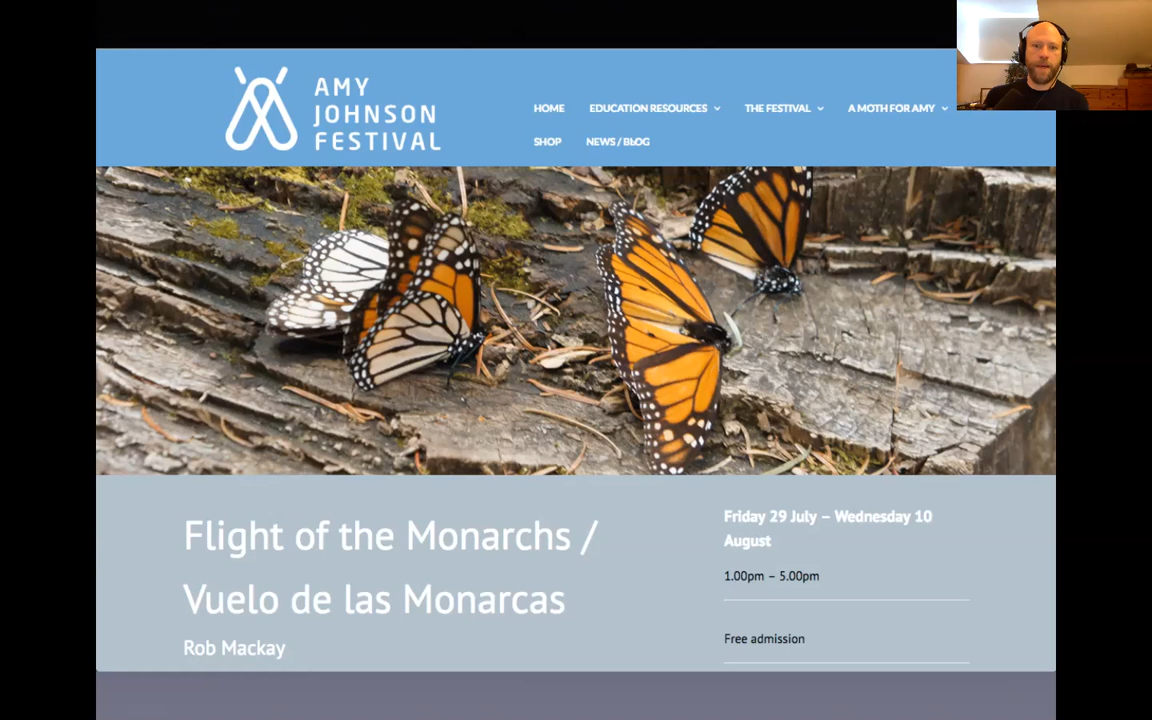 AMY
JOHNSON
FESTIVAL
HOME EDUCATION RESOURCES THE FESTIVAL A MOTH FOR AMY
SHOP NEWS / BLOG
Flight of the Monarchs /
Vuelo de las Monarcas
Rob Mackay
Friday 29 July – Wednesday 10
August
1.00pm – 5.00pm
Free admission